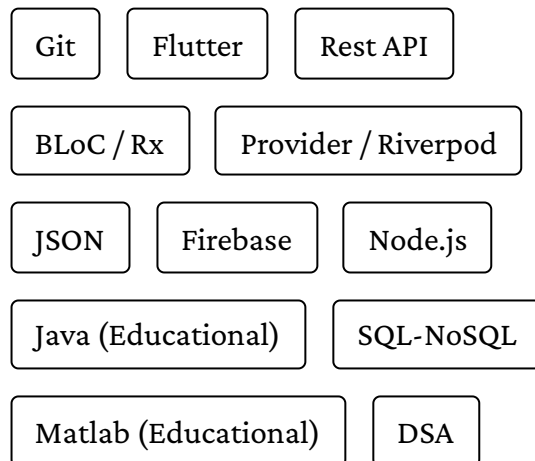 Git Flutter Rest API
BLoC / Rx Provider / Riverpod
JSON Firebase Node.js
Java (Educational) SQL-NoSQL
Matlab (Educational) DSA